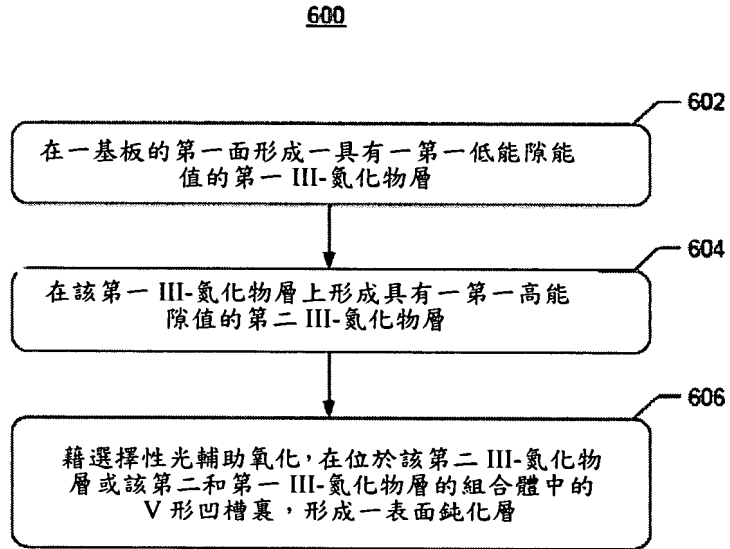 600
602
在一基板的第一面形成一具有一第一低能隙能
值的第一 III-氮化物層
604
在該第一 III-氮化物層上形成具有一第一高能
隙值的第二 III-氮化物層
606
藉選擇性光輔助氧化，在位於該第二 III-氮化物
層或該第二和第一 III-氮化物層的組合體中的
V 形凹槽裏，形成一表面鈍化層